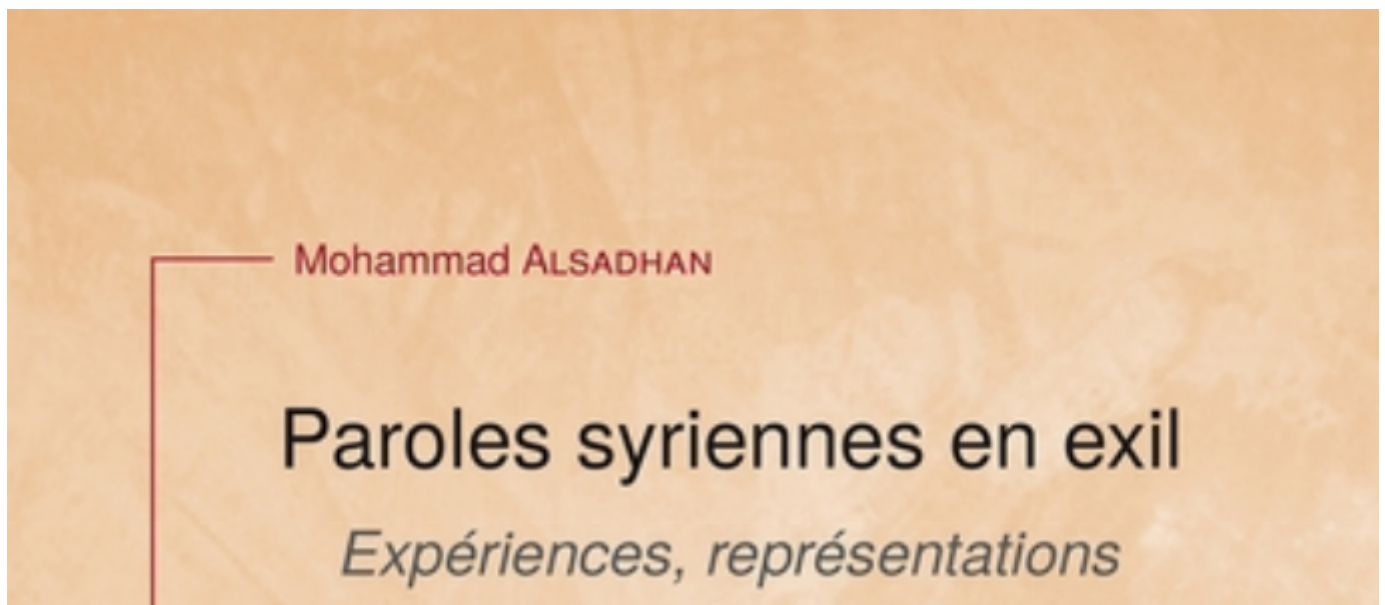 Mohammad ALSADHAN
Paroles syriennes en exil
Expériences, représentations